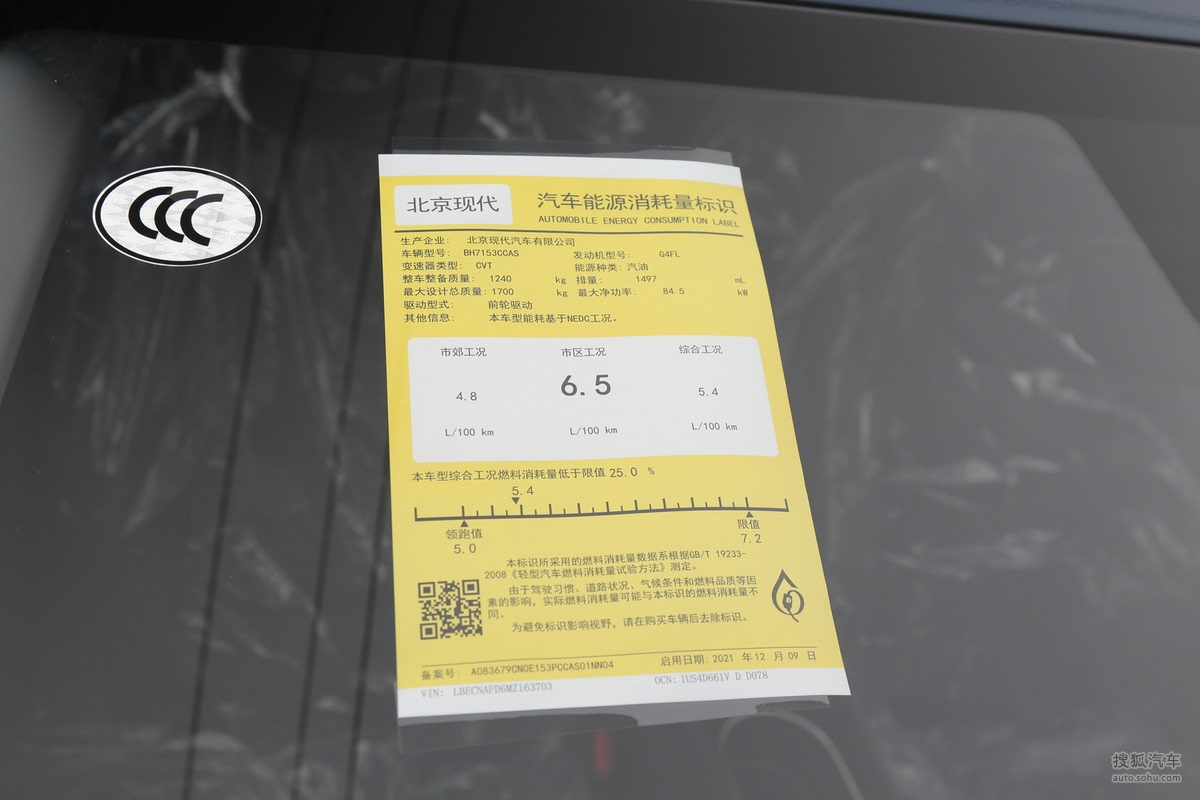 CCC
北京现代
汽车能源消耗量标识
AUTOMOBILE ENERGY CONSUMPTION LABEL
生产企业: 北京现代汽车有限公司
车辆型号: BH7153CCAS 发动机型号: G4FL
变速器类型: CVT 能源种类: 汽油
整车整备质量: 1240 kg 排量: 1497 mL
最大设计总质量: 1700 kg 最大净功率: 84.5 kW
驱动型式: 前轮驱动
其他信息: 本车型能耗基于NEDC工况。
市郊工况 市区工况 综合工况
4.8 6.5 5.4
L/100 km L/100 km L/100 km
本车型综合工况燃料消耗量低于限值 25.0 %
5.4
领跑值 限值
5.0 7.2
本标识所采用的燃料消耗量数据系根据GB/T 19233-
2008《轻型汽车燃料消耗量试验方法》测定。
由于驾驶习惯、道路状况、气候条件和燃料品质等因
素的影响，实际燃料消耗量可能与本标识的燃料消耗量不
同。
为避免标识影响视野，请在购买车辆后去除标识。
备案号: A083679CN0E153PCCAS01NN04 启用日期: 2021 年 12 月 09 日
VIN: LBECNAFD6MZ163703 OCN: 1US4D661V D D078
搜狐汽车
auto.sohu.com